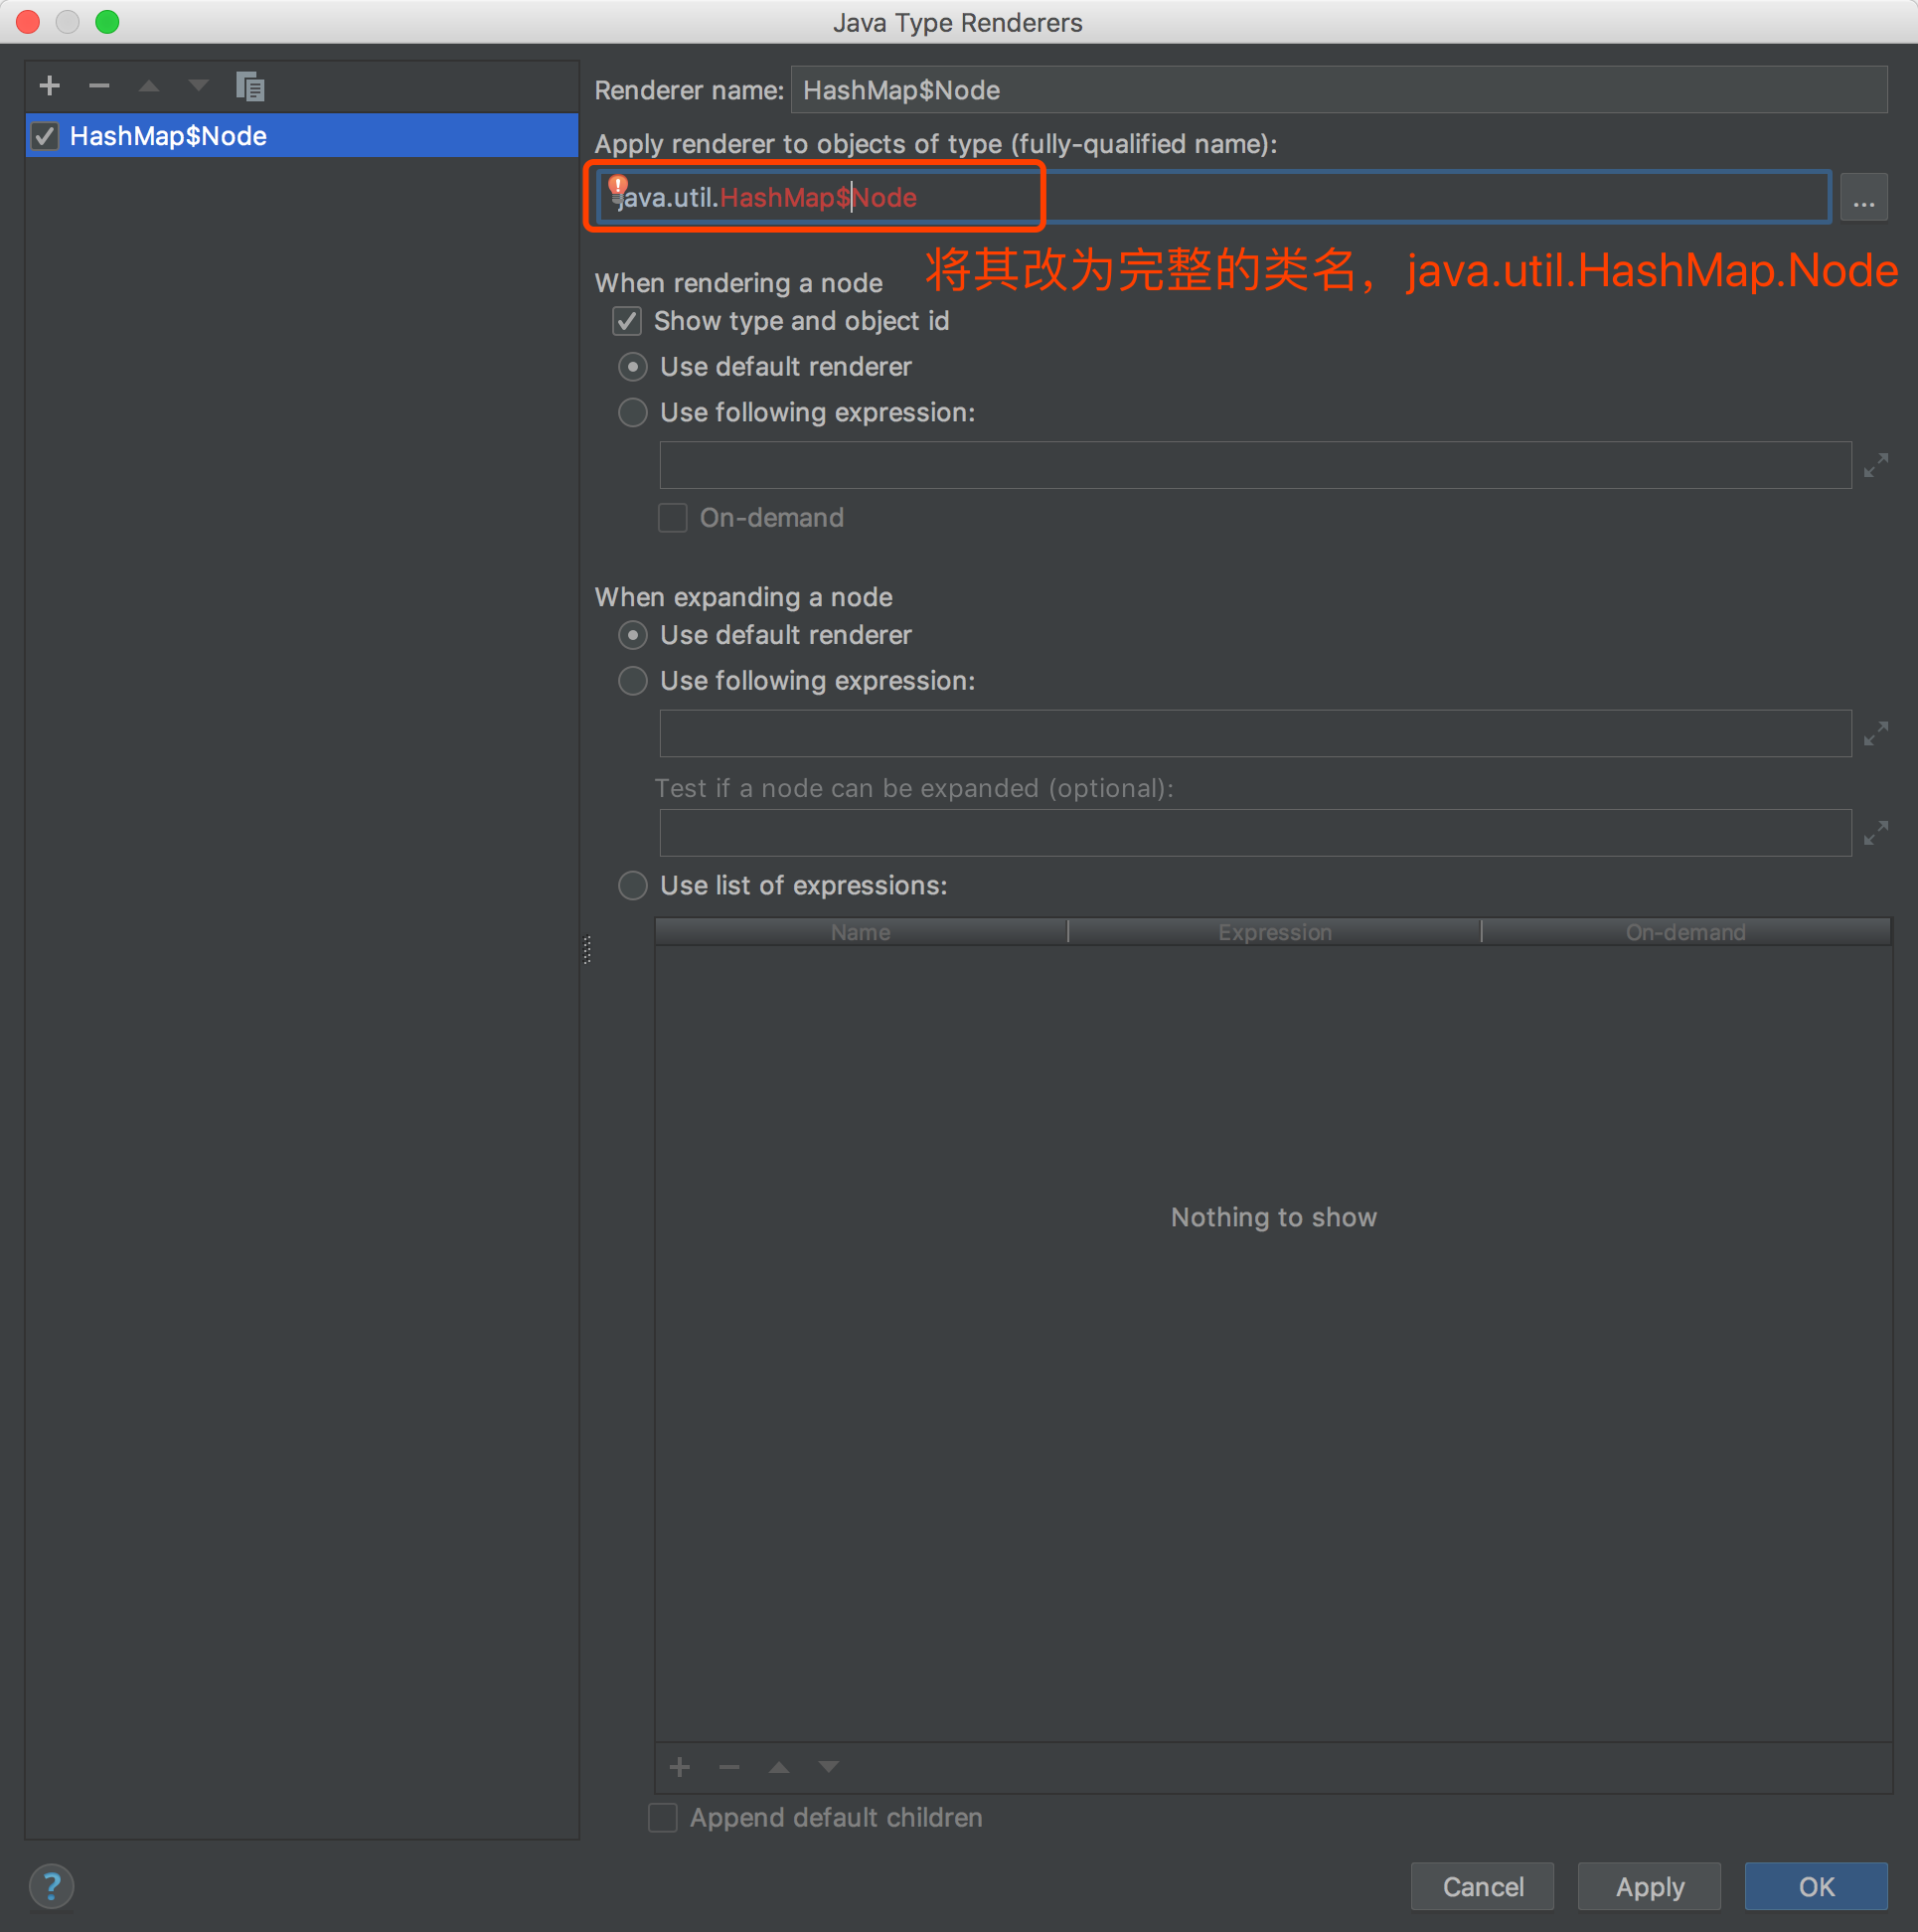 Java Type Renderers
HashMap$Node
Renderer name: HashMap$Node
Apply renderer to objects of type (fully-qualified name):
java.util.HashMap$Node
...
将其改为完整的类名，java.util.HashMap.Node
When rendering a node
Show type and object id
Use default renderer
Use following expression:
On-demand
When expanding a node
Use default renderer
Use following expression:
Test if a node can be expanded (optional):
Use list of expressions:
Name Expression On-demand
Nothing to show
Append default children
? Cancel Apply OK